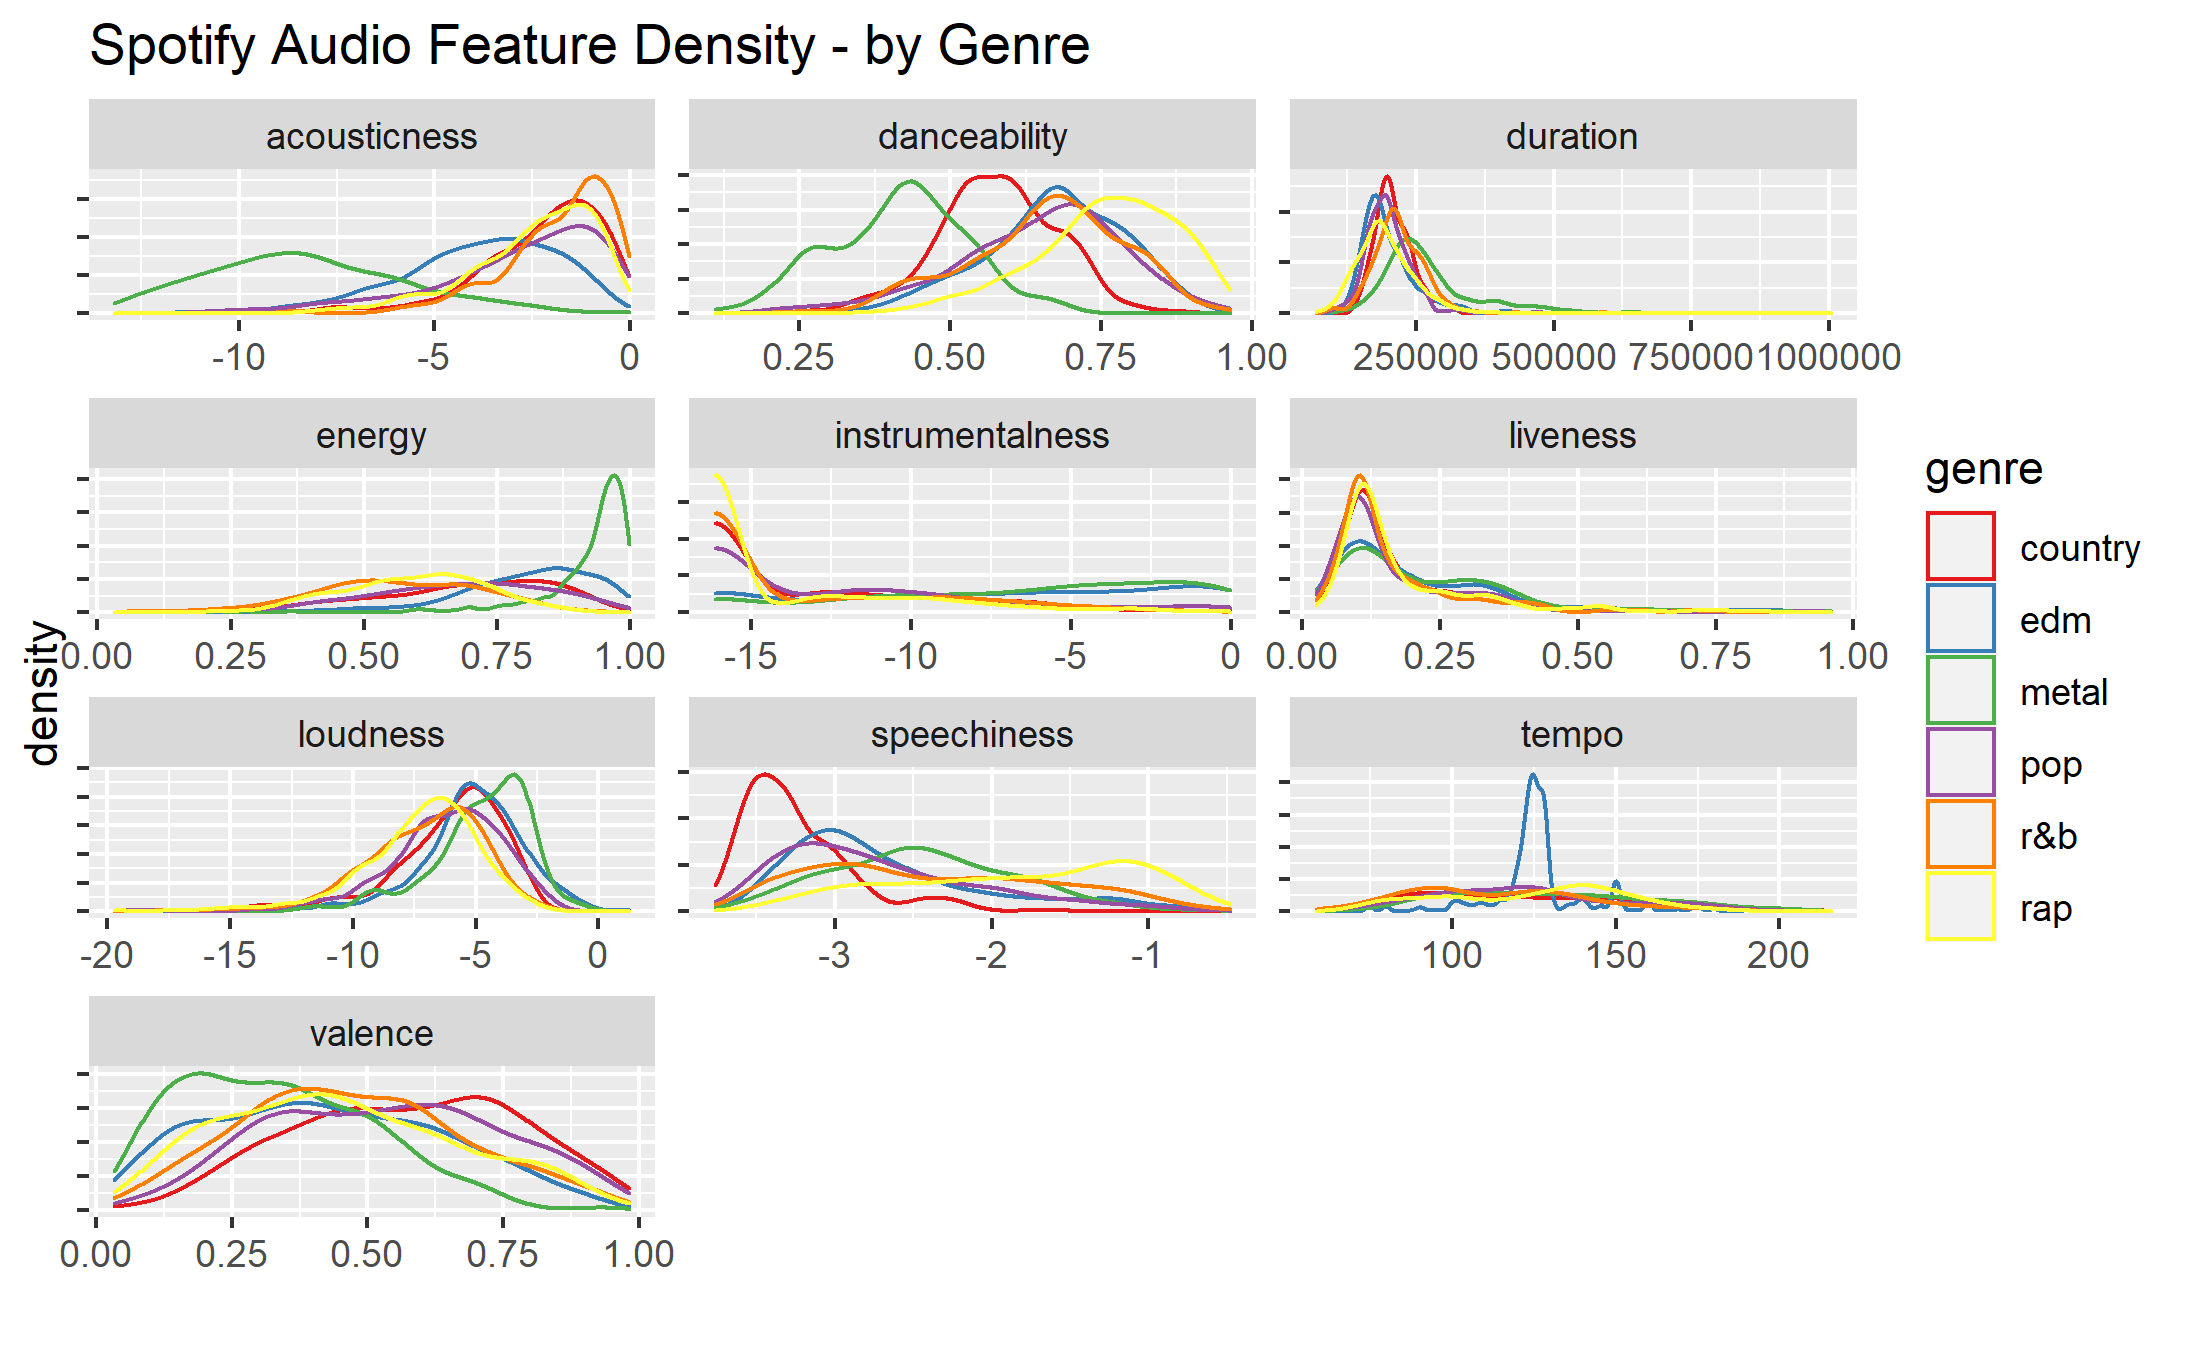 Spotify Audio Feature Density - by Genre
acousticness
danceability
duration
-10 -5 0
0.25 0.50 0.75 1.00
250000 500000 750000 1000000
energy
instrumentalness
liveness
0.00 0.25 0.50 0.75 1.00
-15 -10 -5 0
0.00 0.25 0.50 0.75 1.00
loudness
speechiness
tempo
-20 -15 -10 -5 0
-3 -2 -1
100 150 200
valence
0.00 0.25 0.50 0.75 1.00
density
genre
country
edm
metal
pop
r&b
rap